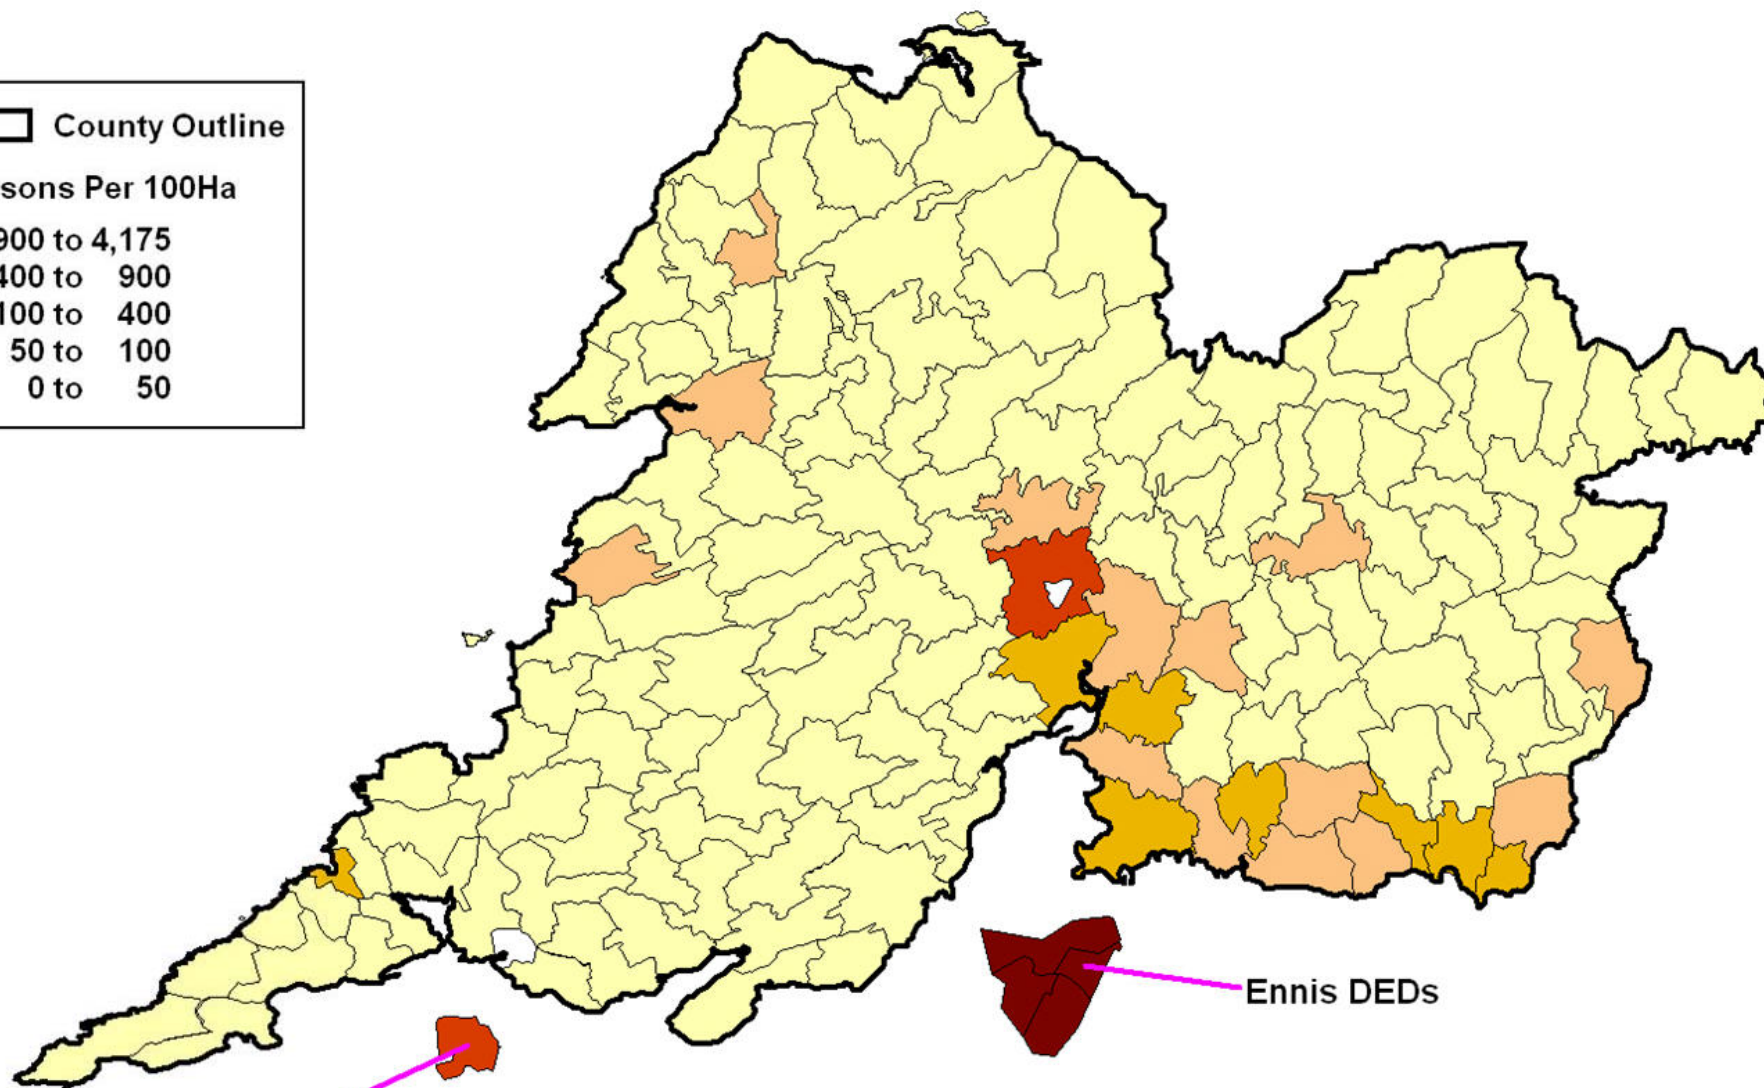 County Outline
sons Per 100Ha
900 to 4,175
400 to 900
100 to 400
50 to 100
0 to 50
Ennis DEDs